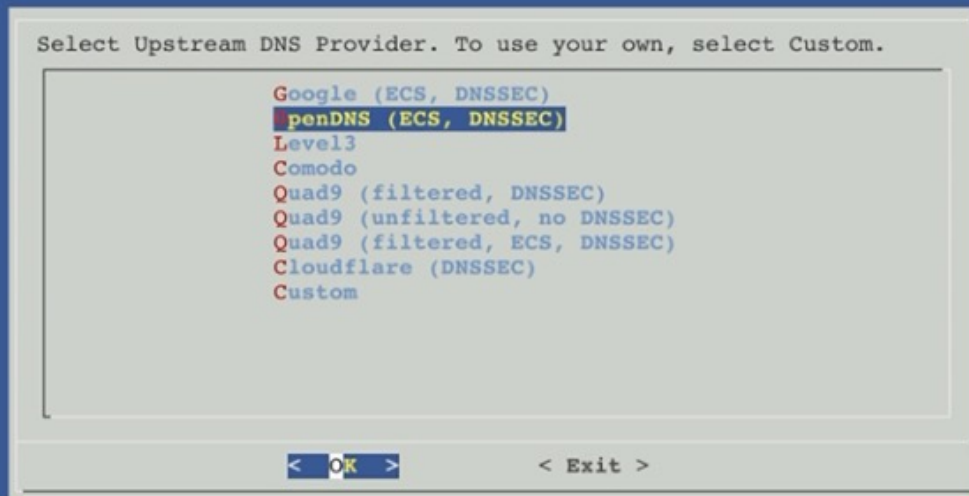 Select Upstream DNS Provider. To use your own, select Custom.
Google (ECS, DNSSEC)
OpenDNS (ECS, DNSSEC)
Level3
Comodo
Quad9 (filtered, DNSSEC)
Quad9 (unfiltered, no DNSSEC)
Quad9 (filtered, ECS, DNSSEC)
Cloudflare (DNSSEC)
Custom
< OK > < Exit >